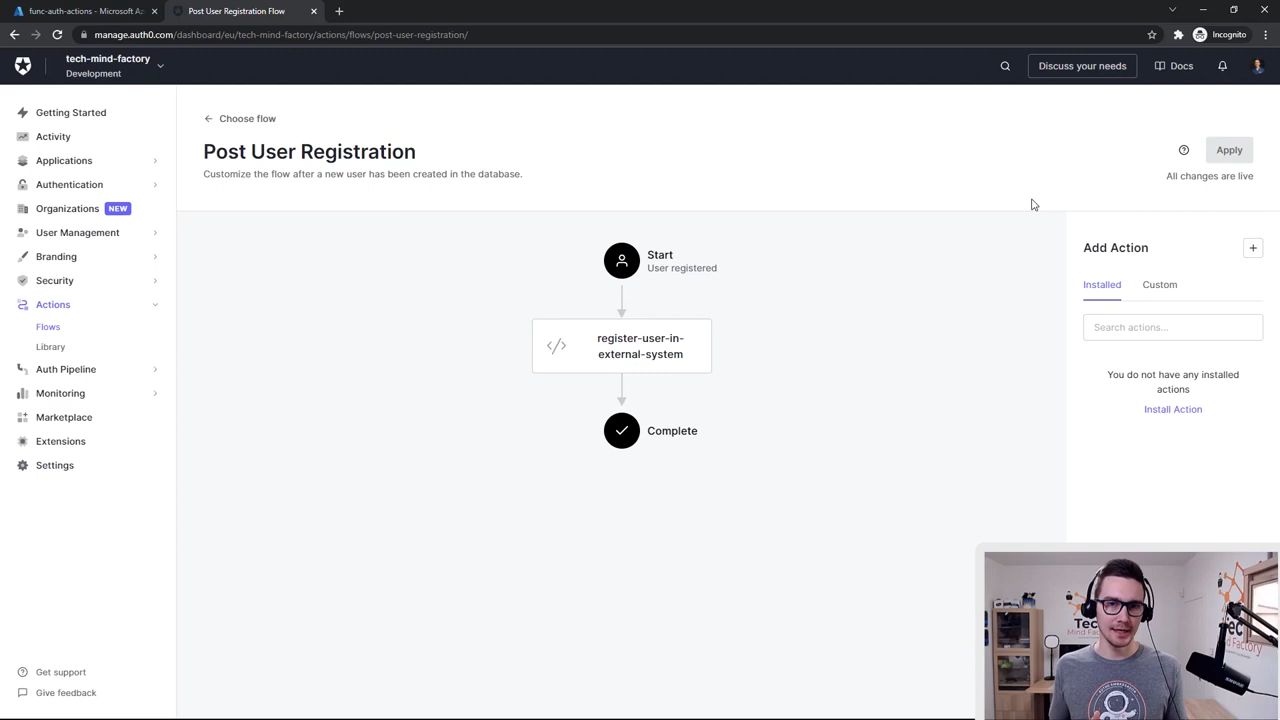 func-auth-actions - Microsoft Az
Post User Registration Flow
manage.auth0.com/dashboard/eu/tech-mind-factory/actions/flows/post-user-registration/
Incognito
tech-mind-factory
Development
Discuss your needs
Docs
Getting Started
Activity
Applications
Authentication
Organizations NEW
User Management
Branding
Security
Actions
Flows
Library
Auth Pipeline
Monitoring
Marketplace
Extensions
Settings
Get support
Give feedback
Choose flow
Post User Registration
Customize the flow after a new user has been created in the database.
Apply
All changes are live
Start
User registered
register-user-in-
external-system
Complete
Add Action
Installed
Custom
Search actions...
You do not have any installed
actions
Install Action
Tech
Mind Factory